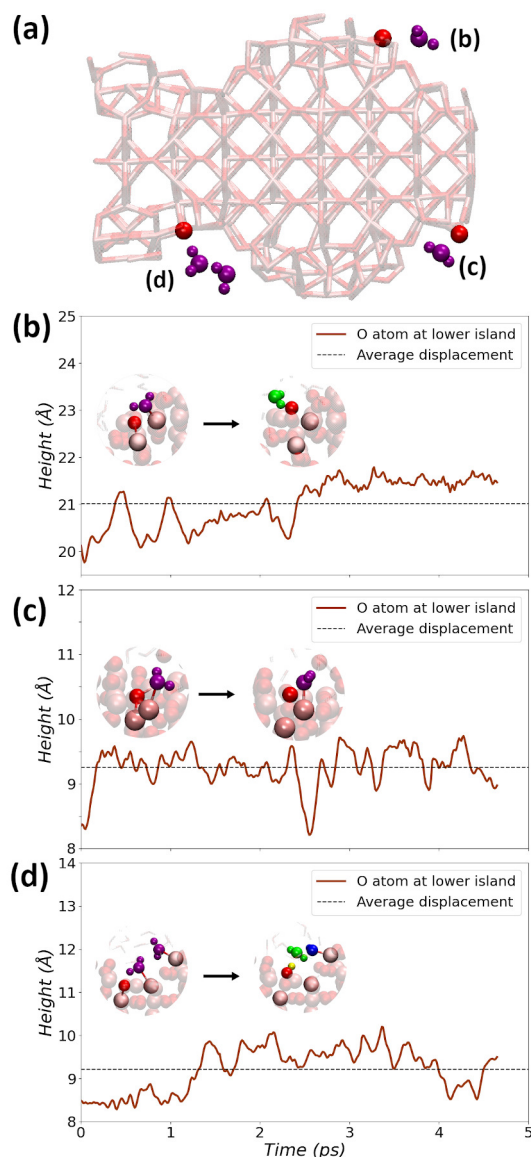 (a)
(b)
(c)
(d)
(b)
25
24
23
22
21
20
Height (Å)
O atom at lower island
Average displacement
(c)
12
11
10
9
8
Height (Å)
O atom at lower island
Average displacement
(d)
14
13
12
11
10
9
8
Height (Å)
O atom at lower island
Average displacement
0 1 2 3 4 5
Time (ps)